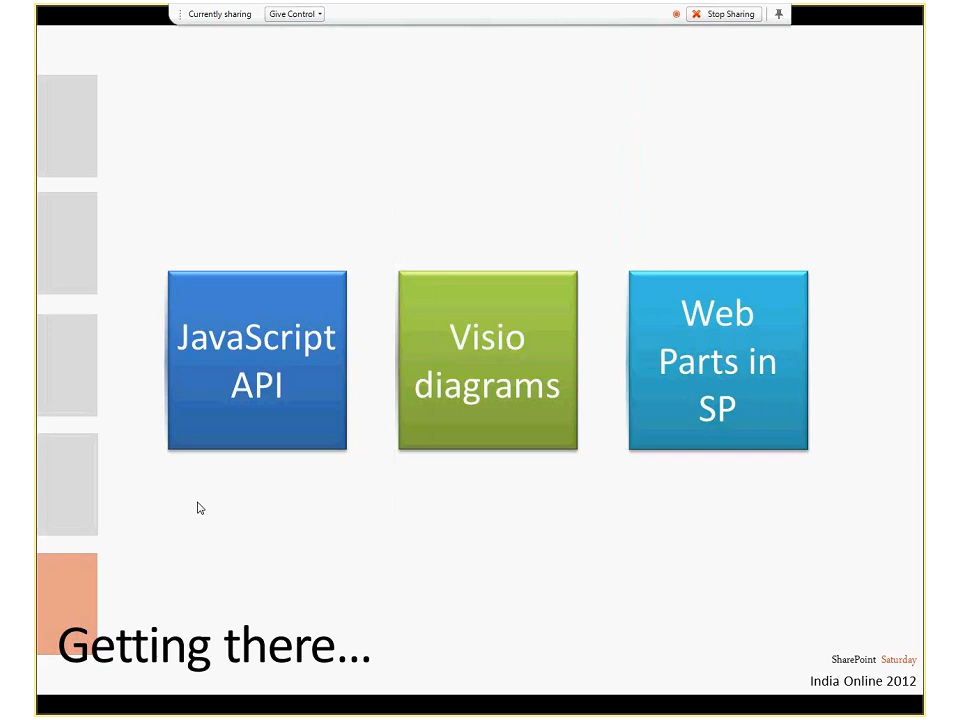 Currently sharing Give Control Stop Sharing
JavaScript
API
Visio
diagrams
Web
Parts in
SP
Getting there...
SharePoint Saturday
India Online 2012